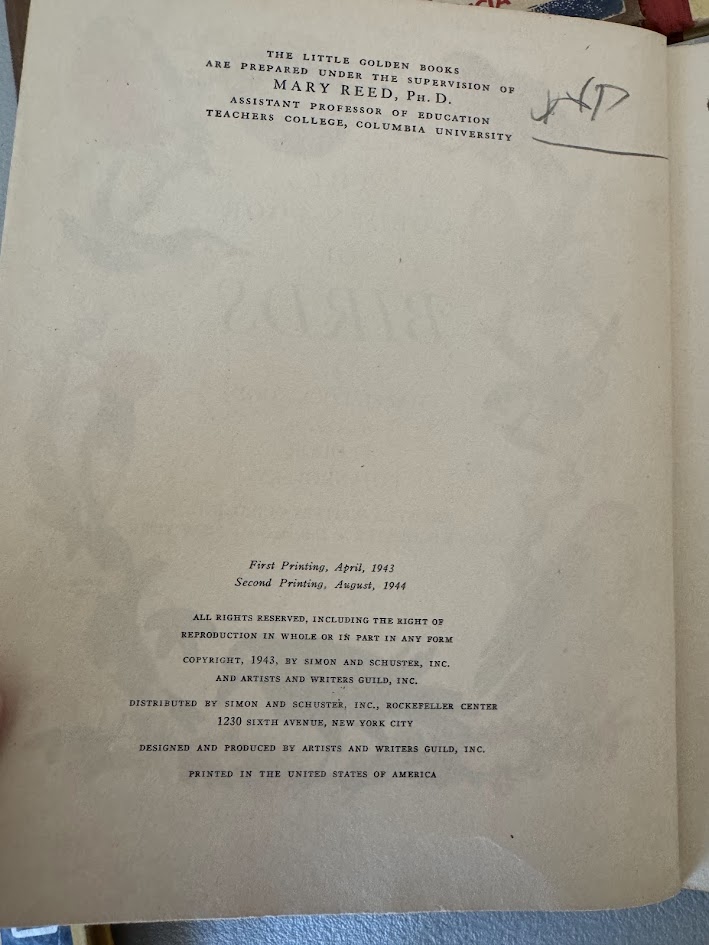 THE LITTLE GOLDEN BOOKS
ARE PREPARED UNDER THE SUPERVISION OF
MARY REED, PH. D.
ASSISTANT PROFESSOR OF EDUCATION
TEACHERS COLLEGE, COLUMBIA UNIVERSITY
BIRDS
First Printing, April, 1943
Second Printing, August, 1944
ALL RIGHTS RESERVED, INCLUDING THE RIGHT OF
REPRODUCTION IN WHOLE OR IN PART IN ANY FORM
COPYRIGHT, 1943, BY SIMON AND SCHUSTER, INC.
AND ARTISTS AND WRITERS GUILD, INC.
DISTRIBUTED BY SIMON AND SCHUSTER, INC., ROCKEFELLER CENTER
1230 SIXTH AVENUE, NEW YORK CITY
DESIGNED AND PRODUCED BY ARTISTS AND WRITERS GUILD, INC.
PRINTED IN THE UNITED STATES OF AMERICA